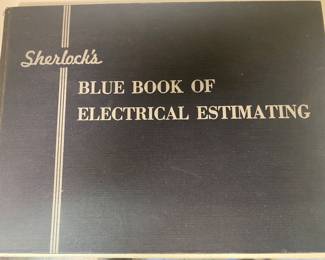 Sherlock's
BLUE BOOK OF
ELECTRICAL ESTIMATING